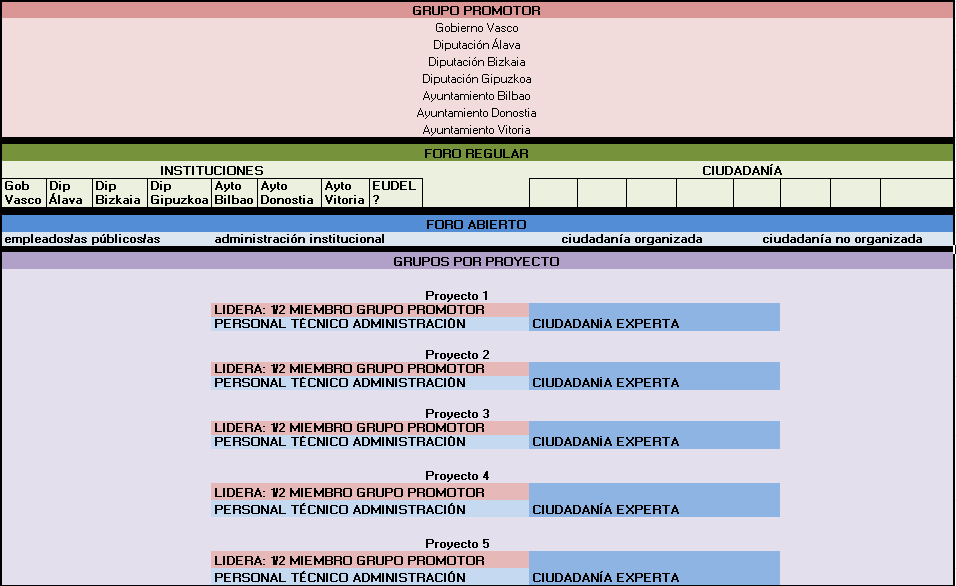 GRUPO PROMOTOR
Gobierno Vasco
Diputación Álava
Diputación Bizkaia
Diputación Gipuzkoa
Ayuntamiento Bilbao
Ayuntamiento Donostia
Ayuntamiento Vitoria
FORO REGULAR
INSTITUCIONES CIUDADANÍA
Gob Vasco Dip Álava Dip Bizkaia Dip Gipuzkoa Ayto Bilbao Ayto Donostia Ayto Vitoria EUDEL ?
FORO ABIERTO
empleados/as públicos/as administración institucional ciudadanía organizada ciudadanía no organizada
GRUPOS POR PROYECTO
Proyecto 1
LIDERA: 1/2 MIEMBRO GRUPO PROMOTOR
PERSONAL TÉCNICO ADMINISTRACIÓN CIUDADANÍA EXPERTA
Proyecto 2
LIDERA: 1/2 MIEMBRO GRUPO PROMOTOR
PERSONAL TÉCNICO ADMINISTRACIÓN CIUDADANÍA EXPERTA
Proyecto 3
LIDERA: 1/2 MIEMBRO GRUPO PROMOTOR
PERSONAL TÉCNICO ADMINISTRACIÓN CIUDADANÍA EXPERTA
Proyecto 4
LIDERA: 1/2 MIEMBRO GRUPO PROMOTOR
PERSONAL TÉCNICO ADMINISTRACIÓN CIUDADANÍA EXPERTA
Proyecto 5
LIDERA: 1/2 MIEMBRO GRUPO PROMOTOR
PERSONAL TÉCNICO ADMINISTRACIÓN CIUDADANÍA EXPERTA